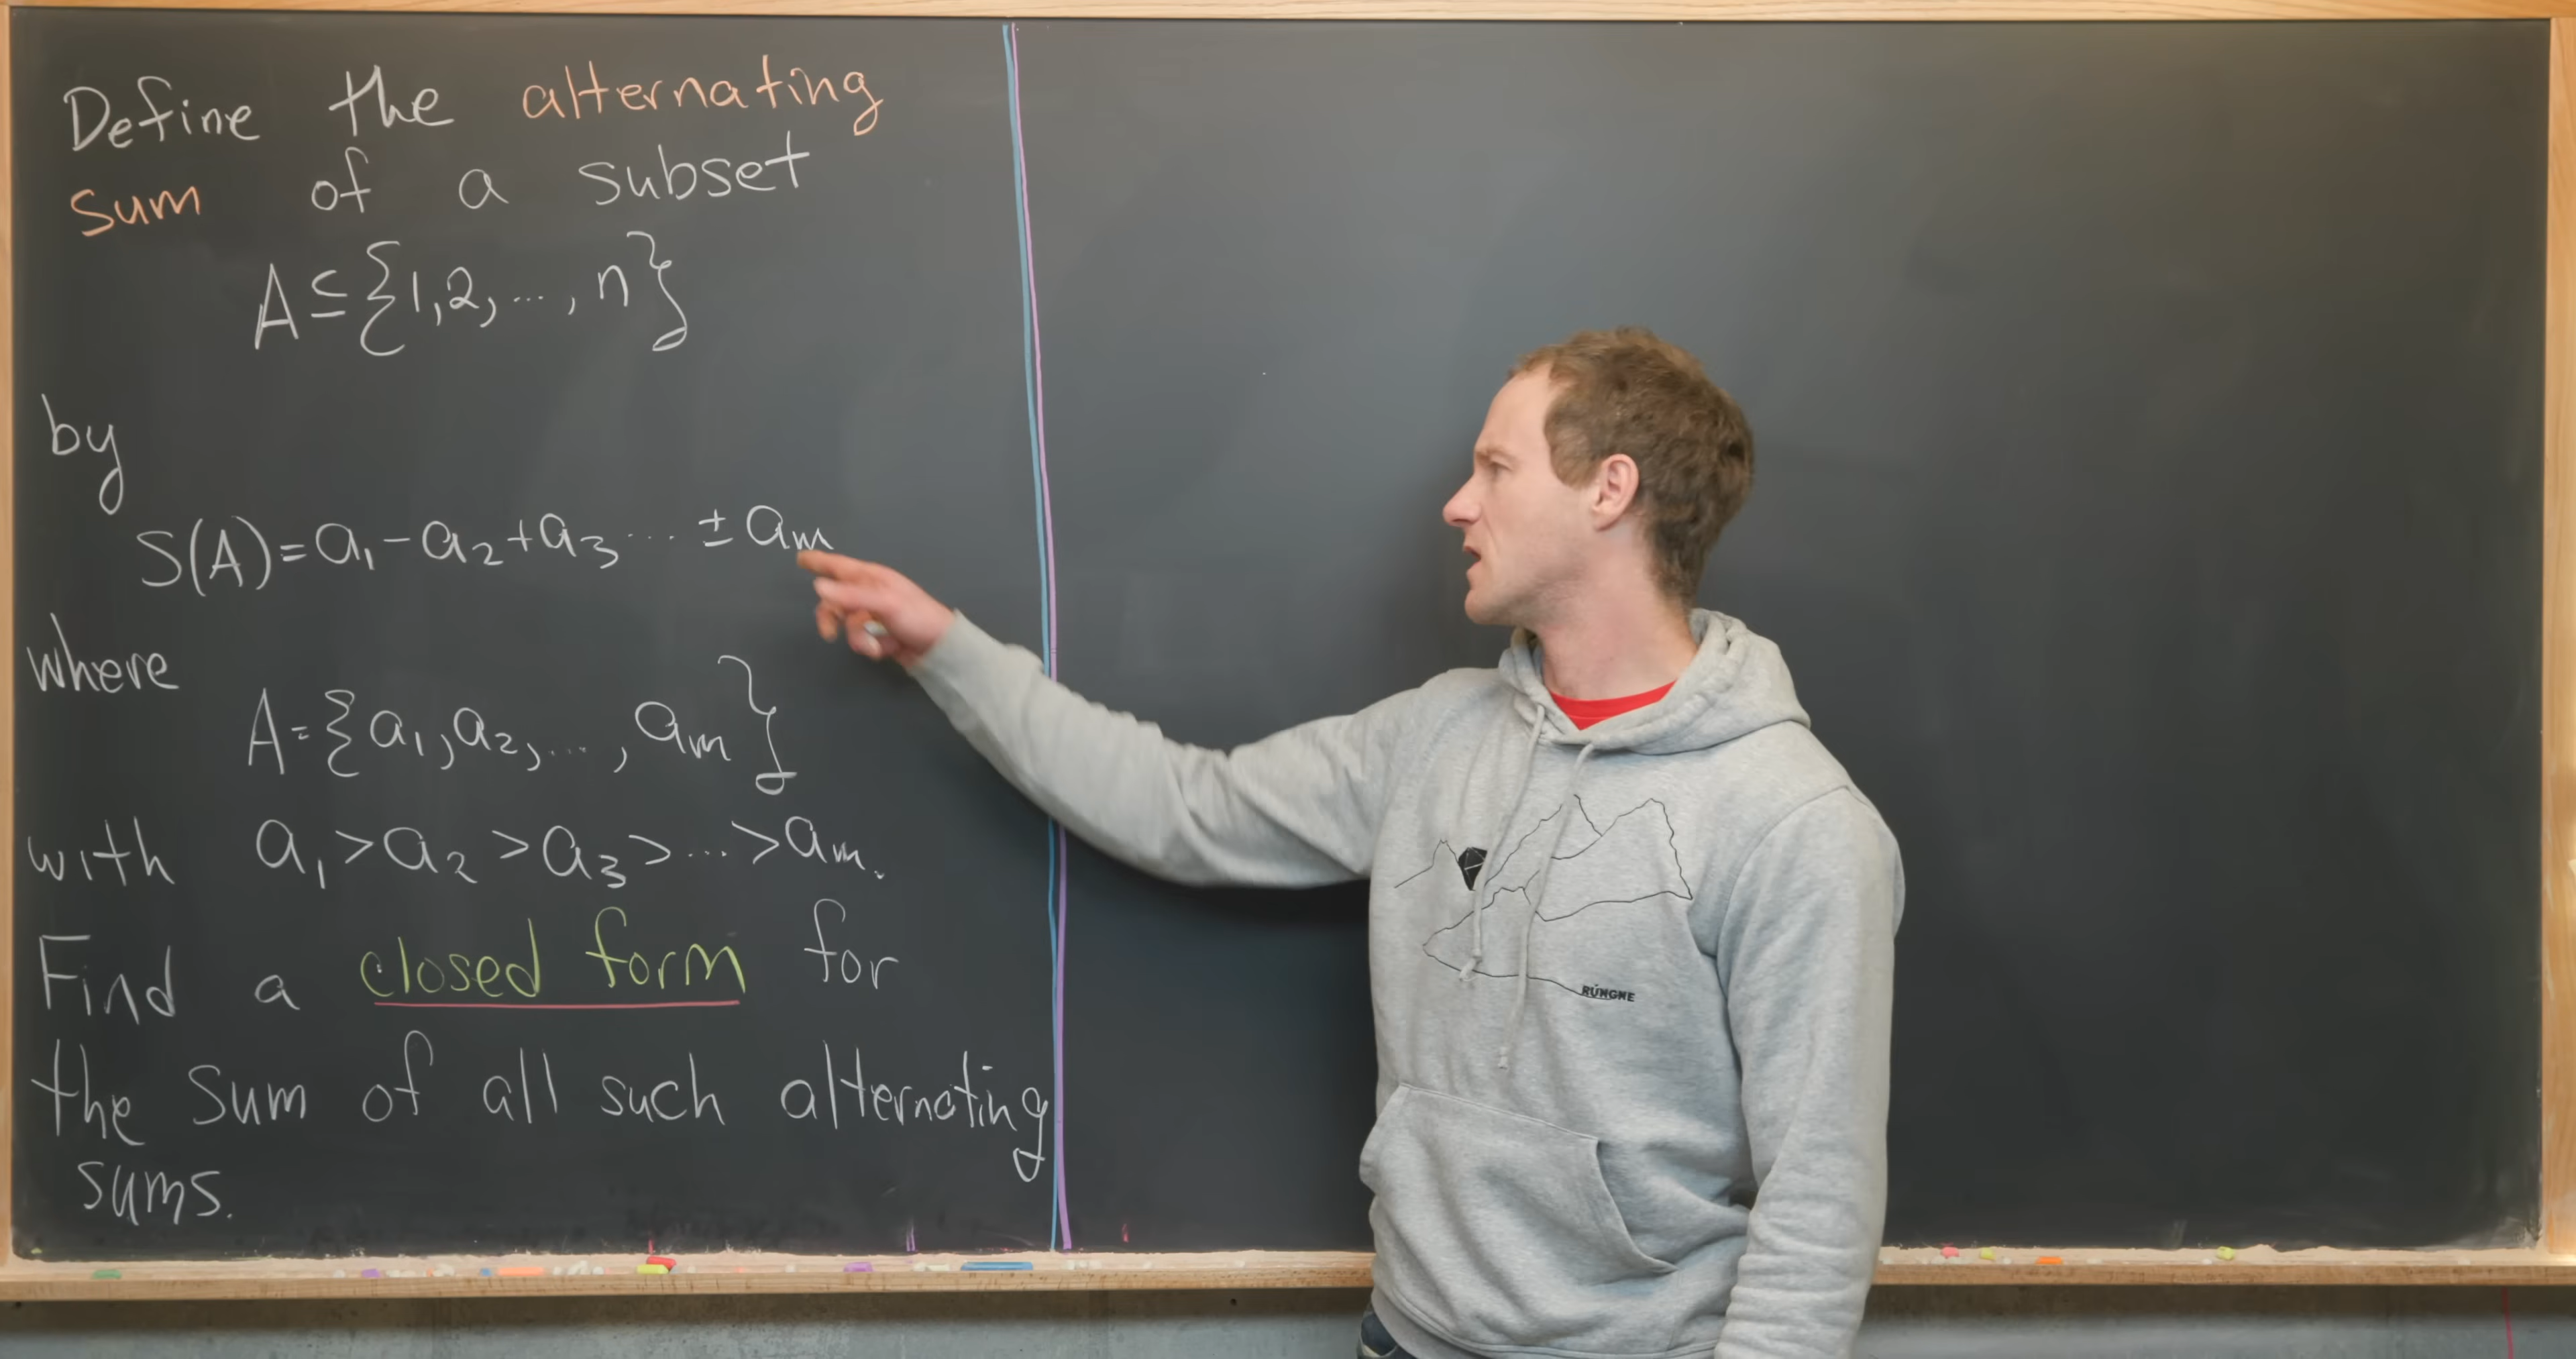 Define the alternating
sum of a subset
A⊆{1,2,...,n}
by
S(A)=a₁-a₂+a₃... ± aₘ
where
A={a₁,a₂,...,aₘ}
with a₁>a₂>a₃>...>aₘ.
Find a closed form for
the sum of all such alternating
sums.
RÚNGNE